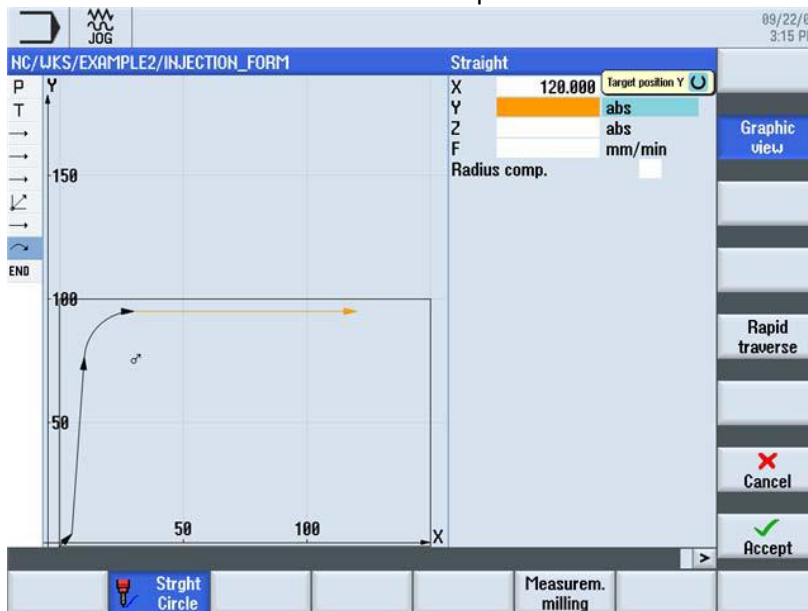 JOG
09/22/0
3:15 P
NC/WKS/EXAMPLE2/INJECTION_FORM
Straight
P
T
END
Y
150
100
50
50
100
X
X 120.000
Target position Y
Y abs
Z abs
F mm/min
Radius comp.
Graphic
view
Rapid
traverse
Cancel
Accept
>
Strght
Circle
Measurem.
milling